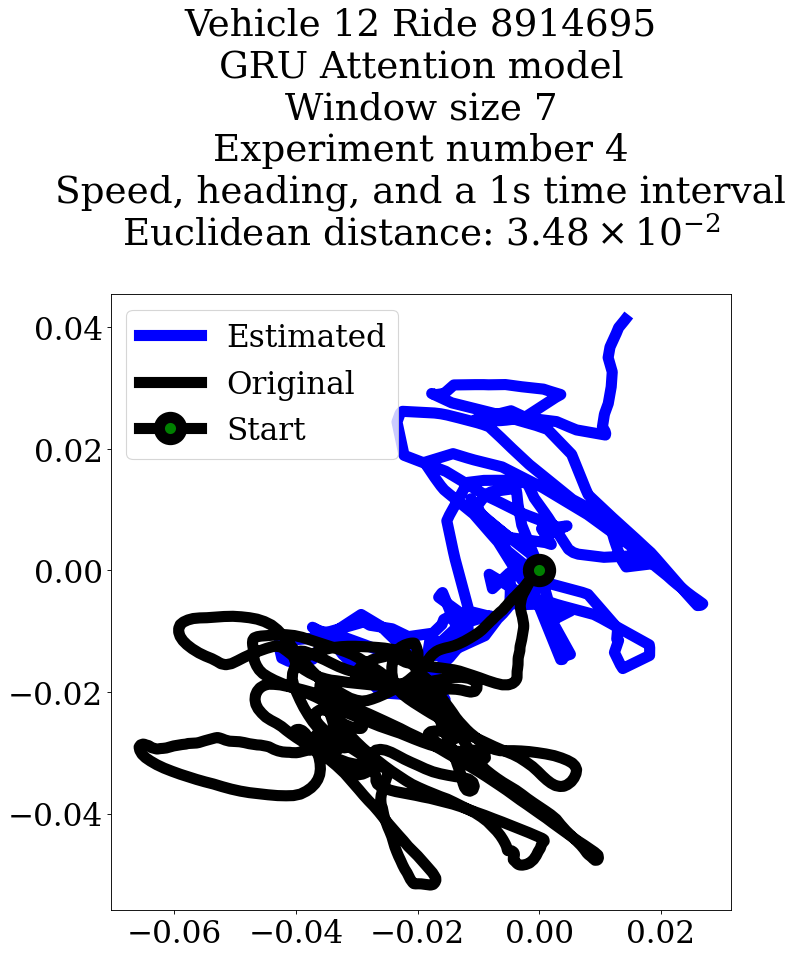 Vehicle 12 Ride 8914695
GRU Attention model
Window size 7
Experiment number 4
Speed, heading, and a 1s time interval
Euclidean distance: 3.48 × 10⁻²
Estimated
Original
Start
0.04
0.02
0.00
−0.02
−0.04
−0.06 −0.04 −0.02 0.00 0.02